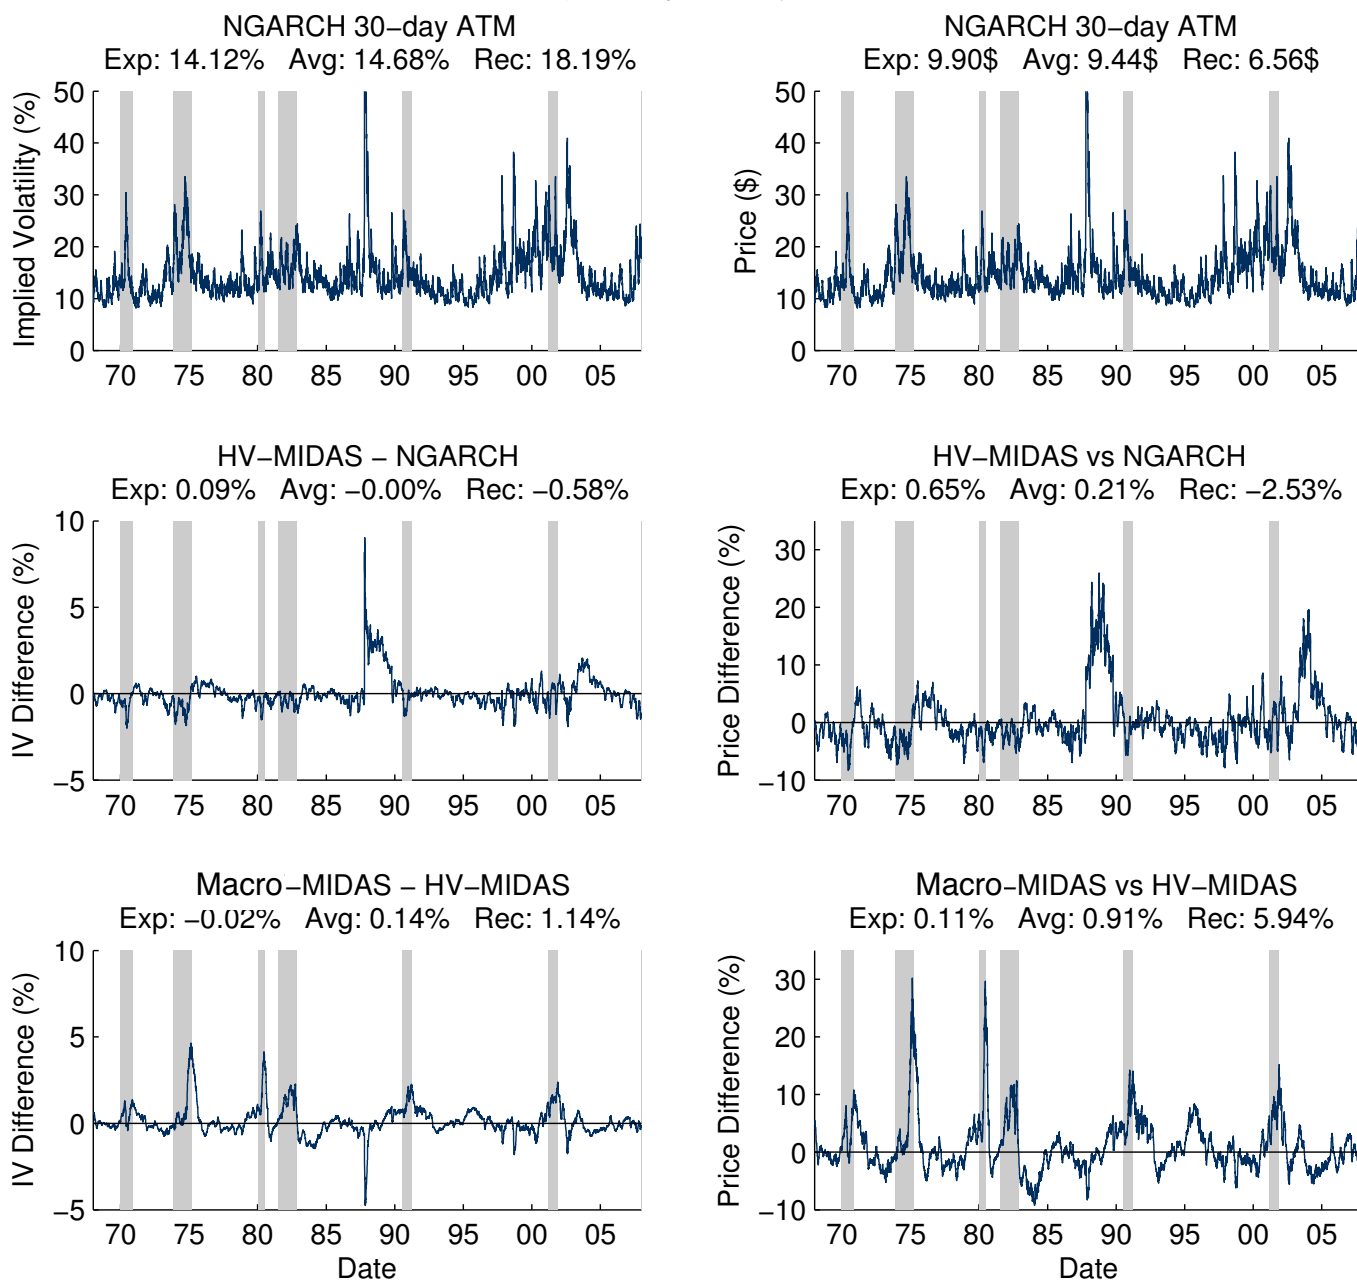 NGARCH 30−day ATM
Exp: 14.12% Avg: 14.68% Rec: 18.19%
Implied Volatility (%)
50
40
30
20
10
0
70 75 80 85 90 95 00 05
NGARCH 30−day ATM
Exp: 9.90$ Avg: 9.44$ Rec: 6.56$
Price ($)
50
40
30
20
10
0
70 75 80 85 90 95 00 05
HV−MIDAS − NGARCH
Exp: 0.09% Avg: −0.00% Rec: −0.58%
IV Difference (%)
10
5
0
−5
70 75 80 85 90 95 00 05
HV−MIDAS vs NGARCH
Exp: 0.65% Avg: 0.21% Rec: −2.53%
Price Difference (%)
30
20
10
0
−10
70 75 80 85 90 95 00 05
Macro−MIDAS − HV−MIDAS
Exp: −0.02% Avg: 0.14% Rec: 1.14%
IV Difference (%)
10
5
0
−5
70 75 80 85 90 95 00 05
Date
Macro−MIDAS vs HV−MIDAS
Exp: 0.11% Avg: 0.91% Rec: 5.94%
Price Difference (%)
30
20
10
0
−10
70 75 80 85 90 95 00 05
Date